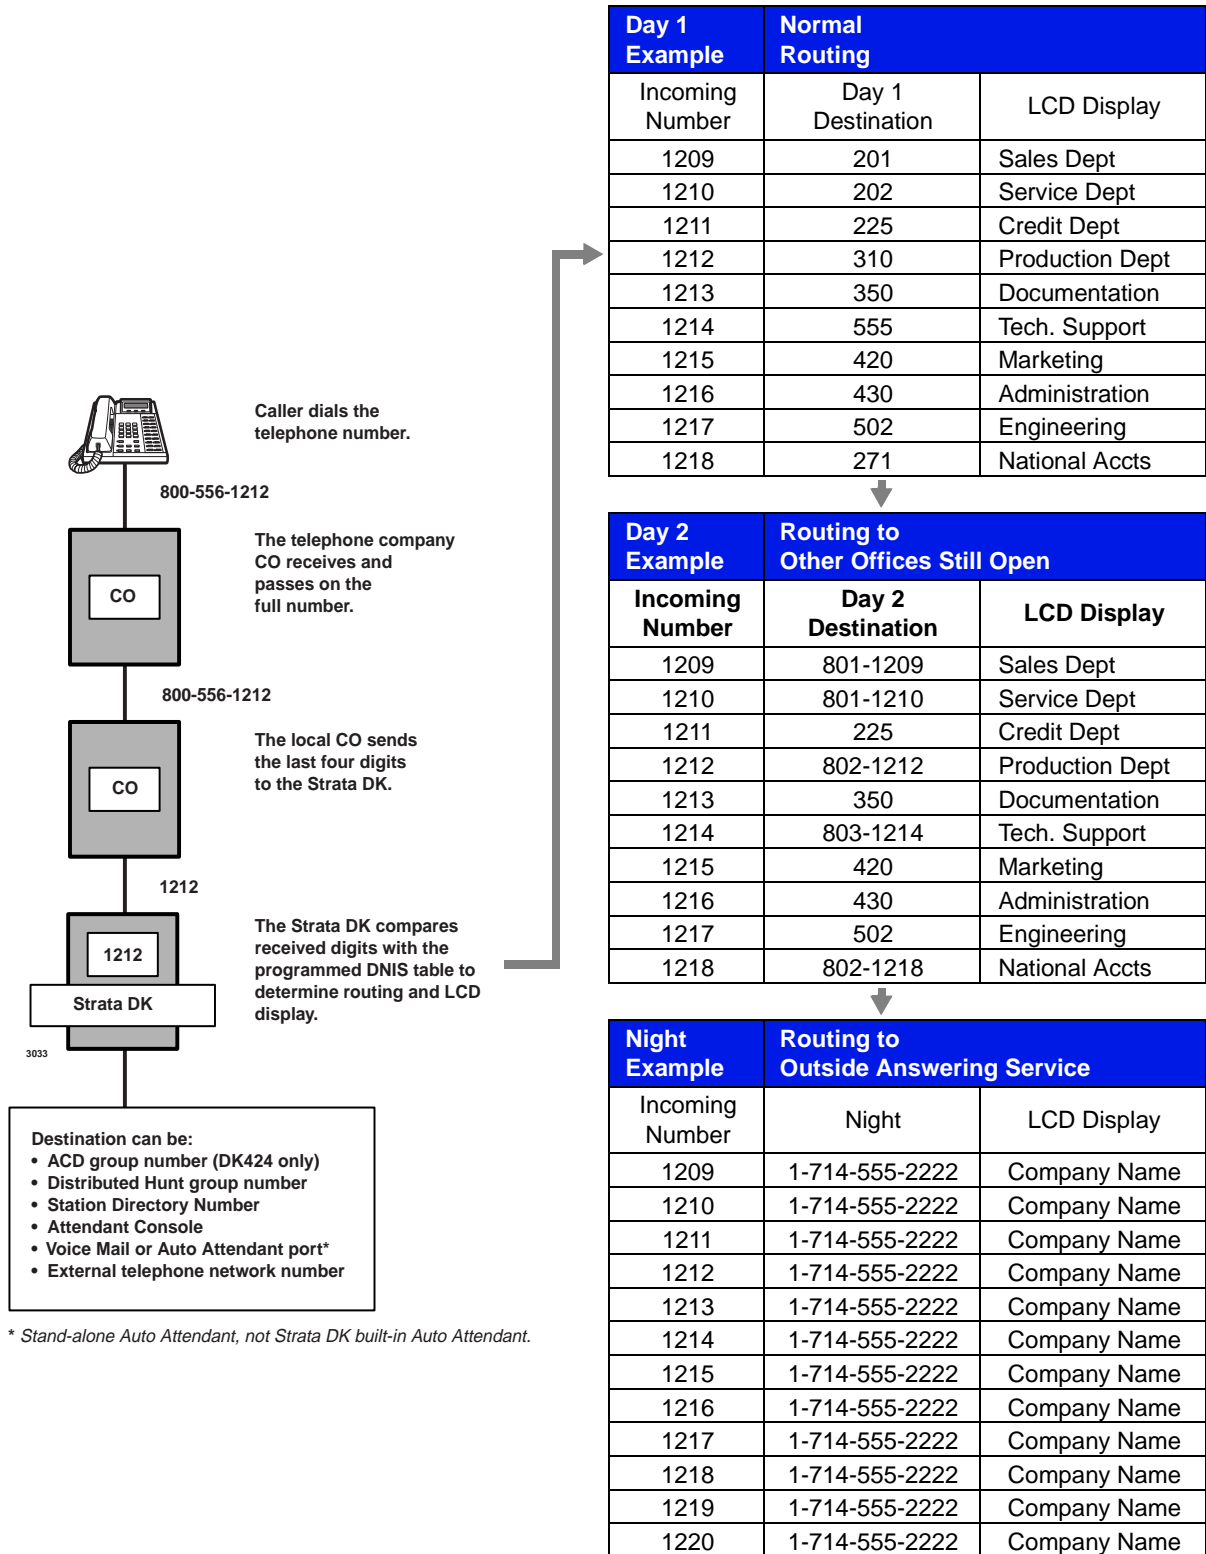 Caller dials the
telephone number.
800-556-1212
The telephone company
CO receives and
passes on the
full number.
CO
800-556-1212
The local CO sends
the last four digits
to the Strata DK.
CO
1212
The Strata DK compares
received digits with the
programmed DNIS table to
determine routing and LCD
display.
1212
Strata DK
3033
Destination can be:
• ACD group number (DK424 only)
• Distributed Hunt group number
• Station Directory Number
• Attendant Console
• Voice Mail or Auto Attendant port*
• External telephone network number
* Stand-alone Auto Attendant, not Strata DK built-in Auto Attendant.
Day 1 Example Normal Routing
Incoming Number Day 1 Destination LCD Display
1209 201 Sales Dept
1210 202 Service Dept
1211 225 Credit Dept
1212 310 Production Dept
1213 350 Documentation
1214 555 Tech. Support
1215 420 Marketing
1216 430 Administration
1217 502 Engineering
1218 271 National Accts
Day 2 Example Routing to Other Offices Still Open
Incoming Number Day 2 Destination LCD Display
1209 801-1209 Sales Dept
1210 801-1210 Service Dept
1211 225 Credit Dept
1212 802-1212 Production Dept
1213 350 Documentation
1214 803-1214 Tech. Support
1215 420 Marketing
1216 430 Administration
1217 502 Engineering
1218 802-1218 National Accts
Night Example Routing to Outside Answering Service
Incoming Number Night LCD Display
1209 1-714-555-2222 Company Name
1210 1-714-555-2222 Company Name
1211 1-714-555-2222 Company Name
1212 1-714-555-2222 Company Name
1213 1-714-555-2222 Company Name
1214 1-714-555-2222 Company Name
1215 1-714-555-2222 Company Name
1216 1-714-555-2222 Company Name
1217 1-714-555-2222 Company Name
1218 1-714-555-2222 Company Name
1219 1-714-555-2222 Company Name
1220 1-714-555-2222 Company Name